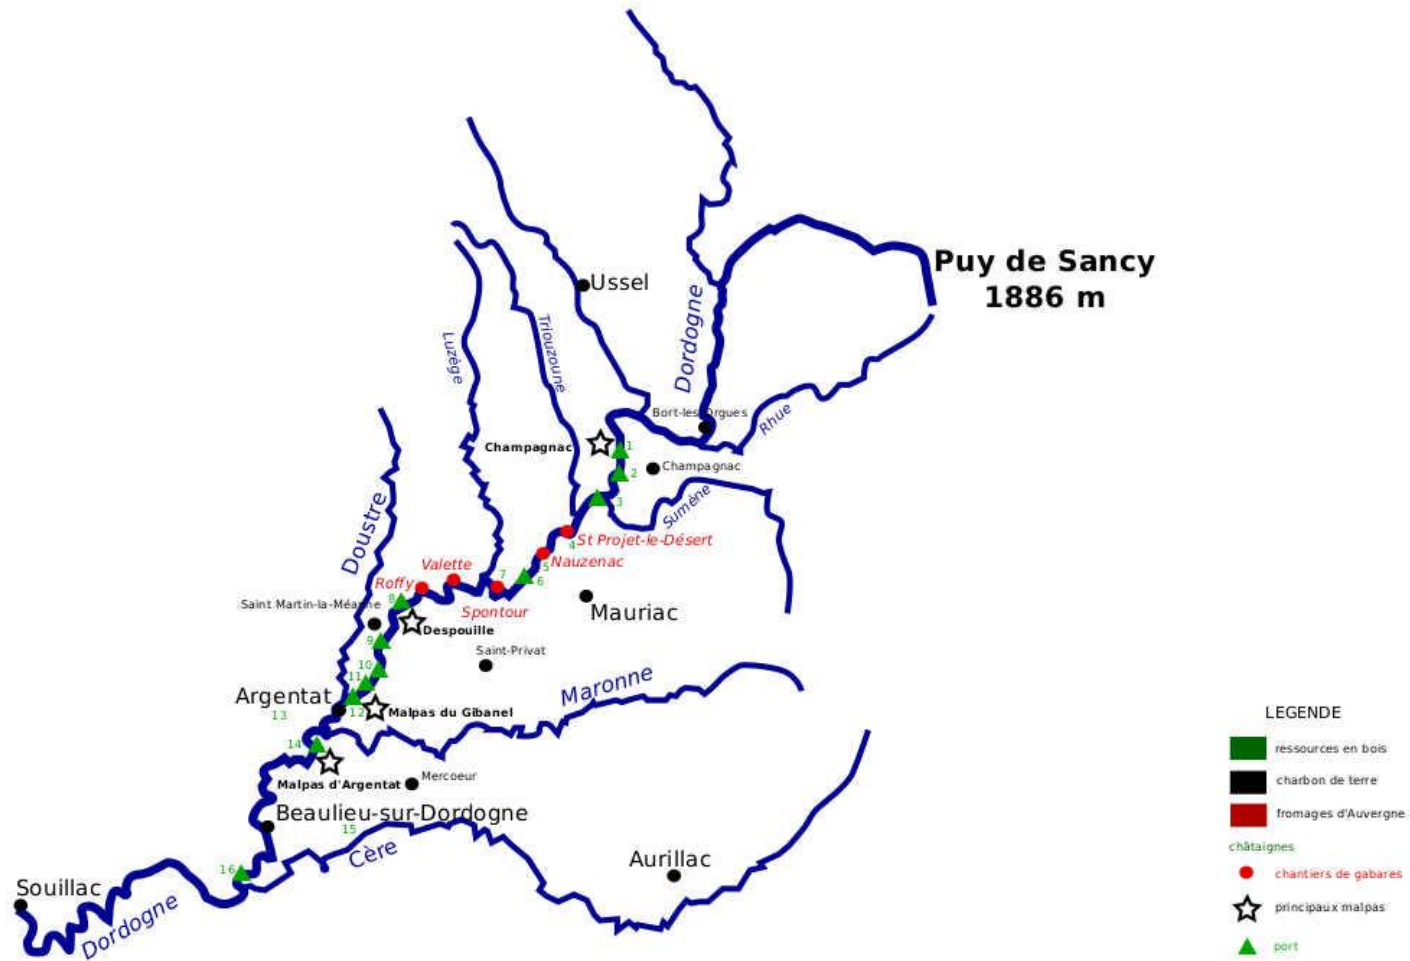 Puy de Sancy
1886 m
Ussel
Dordogne
Triouzoune
Luzège
Bort-les-Orgues
Rhue
Champagnac
1
Champagnac
2
Sumène
3
Doustre
4
St Projet-le-Désert
Nauzenac
5
Valette
7
6
Roffy
8
Spontour
Saint Martin-la-Méanne
Mauriac
Despouille
9
Saint-Privat
10
11
Maronne
Argentat
12
Malpas du Gibanel
13
14
Malpas d'Argentat
Mercoeur
Beaulieu-sur-Dordogne
15
Cère
Aurillac
16
Souillac
Dordogne
LEGENDE
ressources en bois
charbon de terre
fromages d'Auvergne
châtaignes
chantiers de gabares
principaux malpas
port